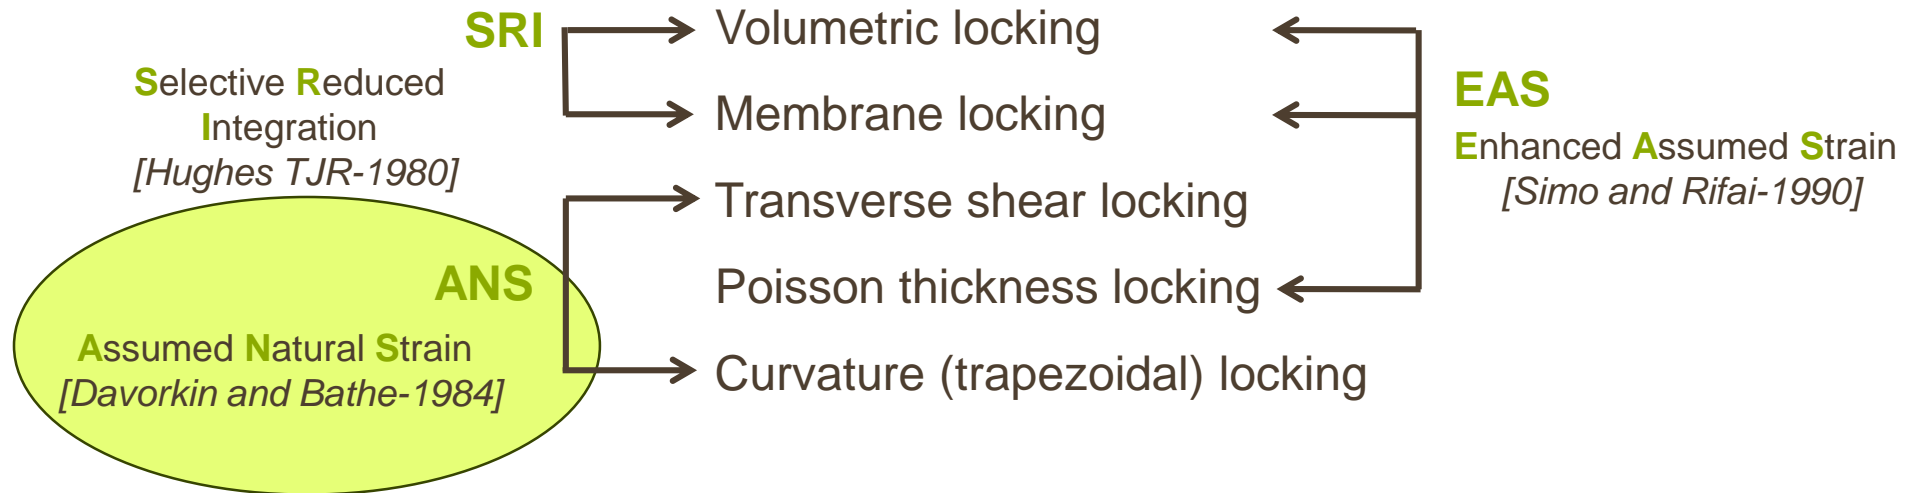 SRI
Selective Reduced
Integration
[Hughes TJR-1980]
ANS
Assumed Natural Strain
[Davorkin and Bathe-1984]
Volumetric locking
Membrane locking
Transverse shear locking
Poisson thickness locking
Curvature (trapezoidal) locking
EAS
Enhanced Assumed Strain
[Simo and Rifai-1990]